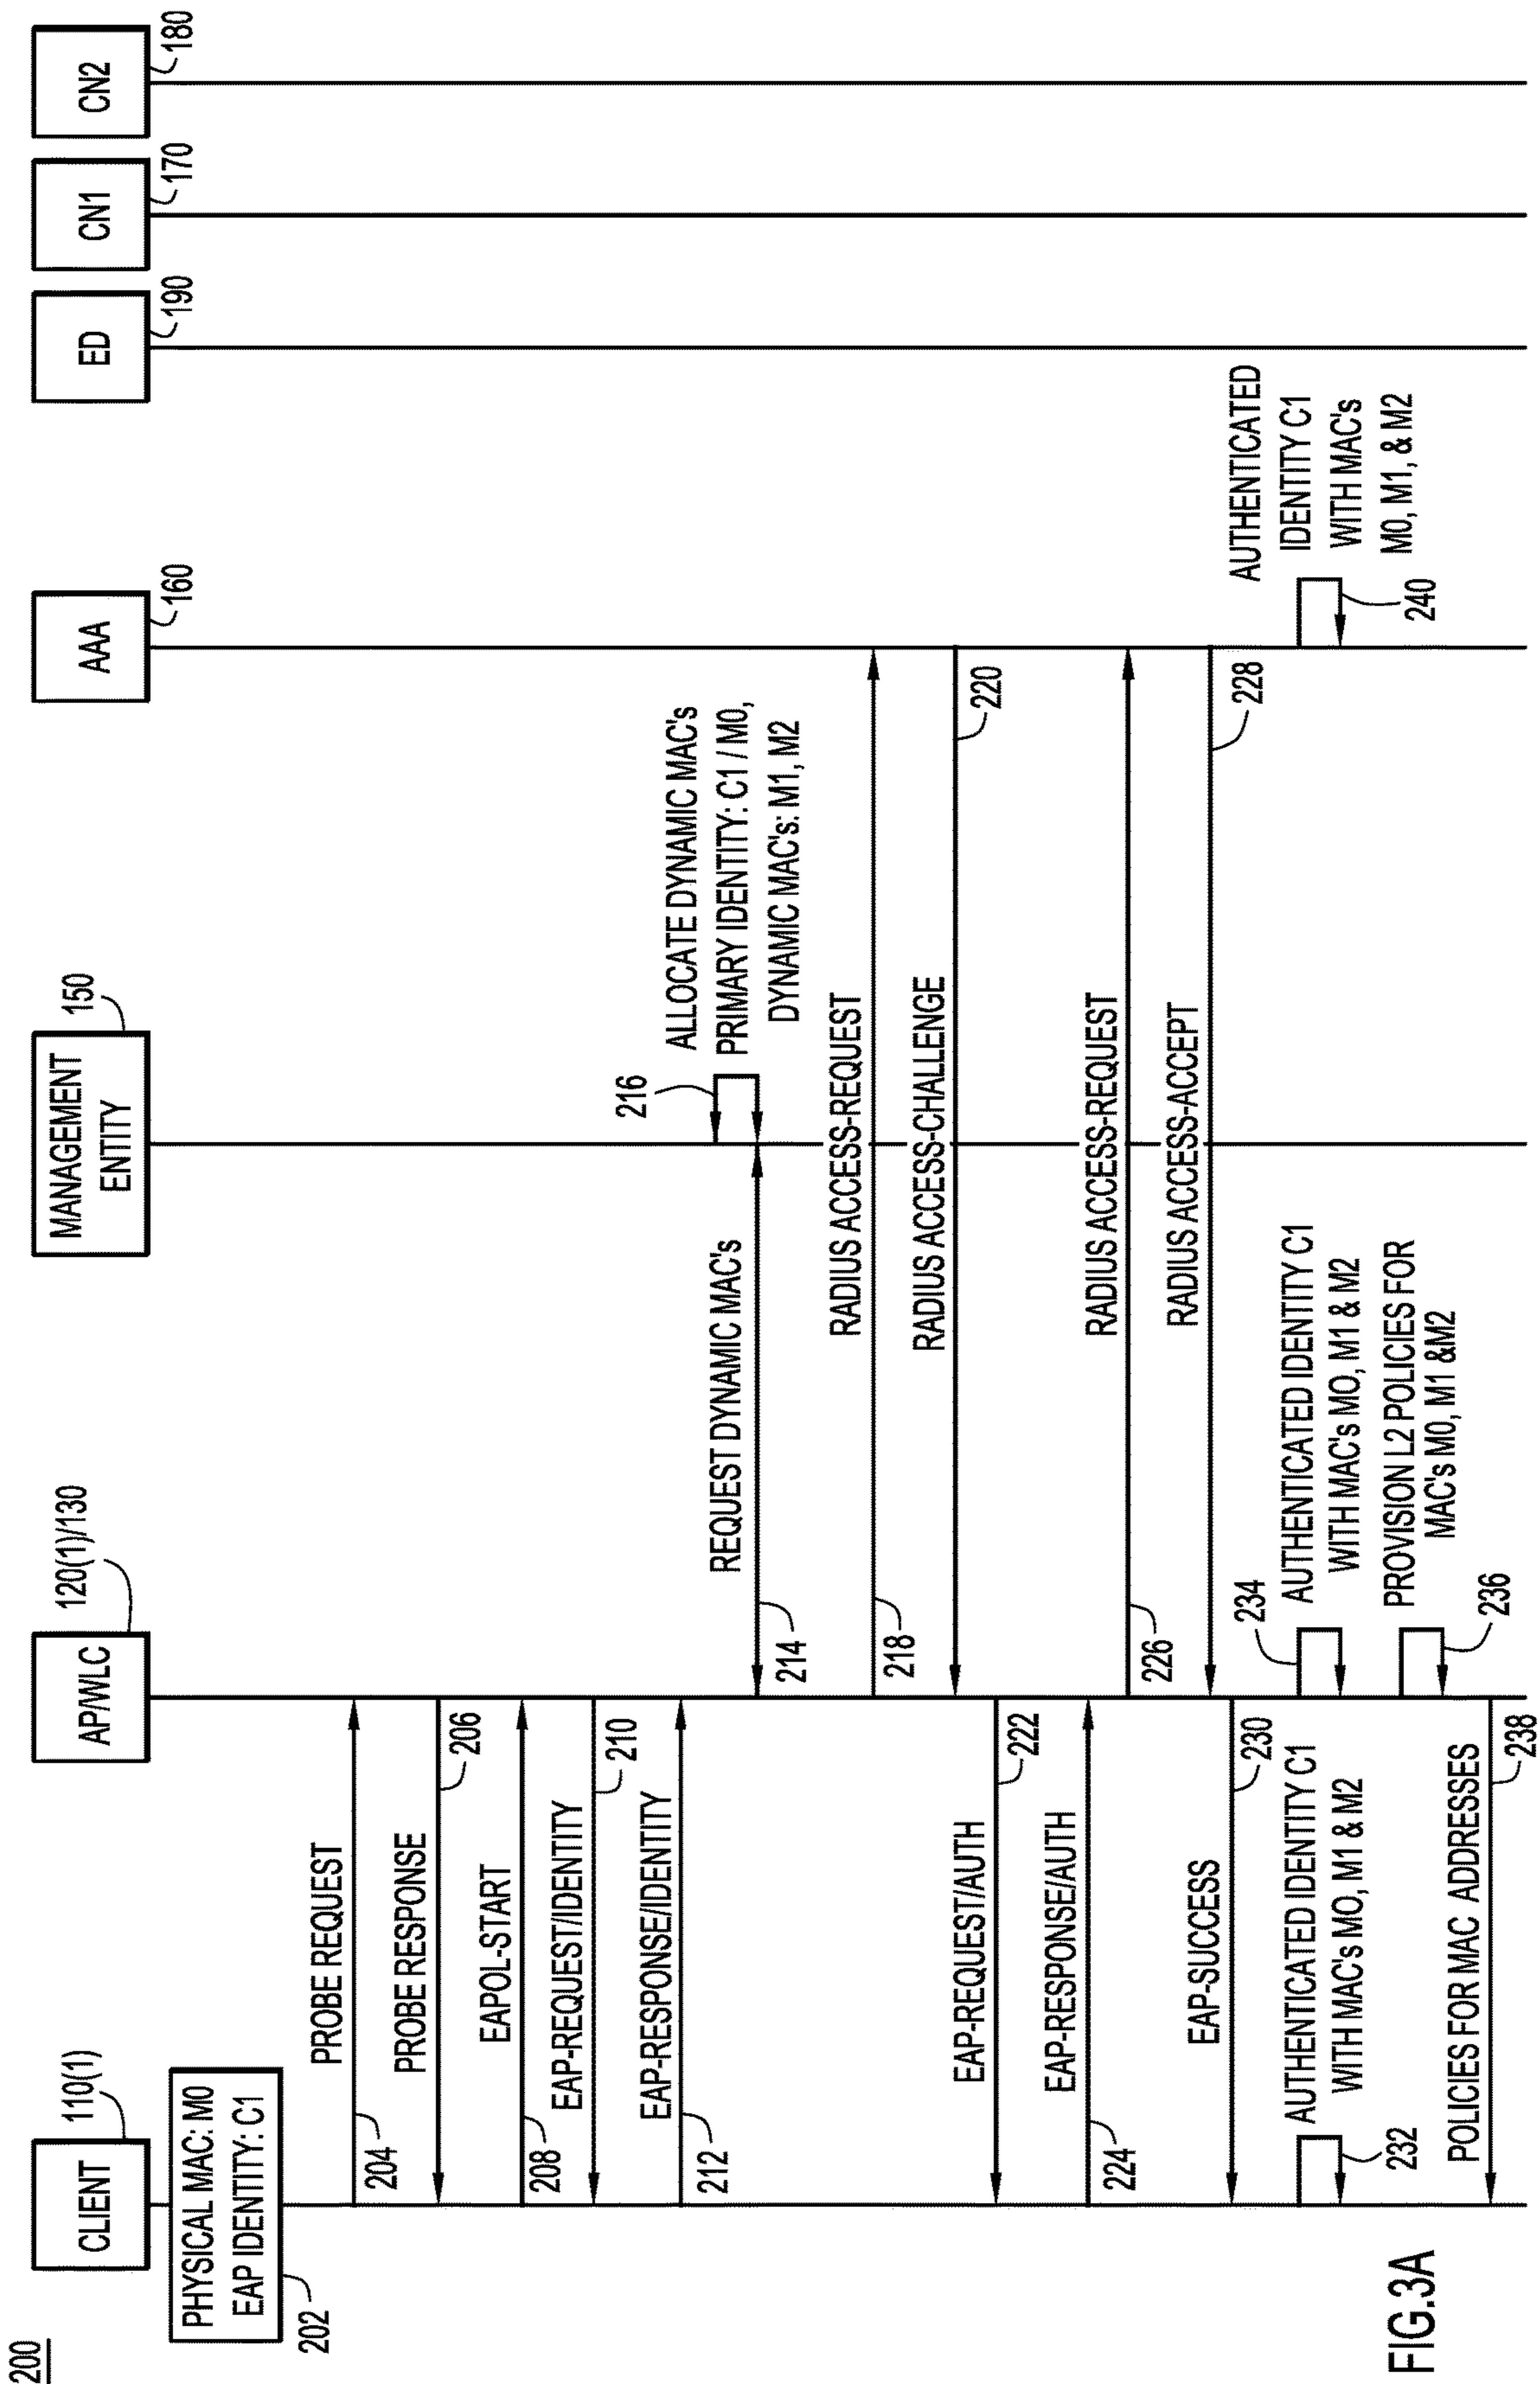 200
CLIENT
110(1)
AP/WLC
120(1)/130
MANAGEMENT
ENTITY
150
AAA
160
ED
190
CN1
170
CN2
180
PHYSICAL MAC: M0
EAP IDENTITY: C1
202
PROBE REQUEST
204
PROBE RESPONSE
206
EAPOL-START
208
EAP-REQUEST/IDENTITY
210
EAP-RESPONSE/IDENTITY
212
REQUEST DYNAMIC MAC's
214
216
ALLOCATE DYNAMIC MAC's
PRIMARY IDENTITY: C1 / M0,
DYNAMIC MAC's: M1, M2
RADIUS ACCESS-REQUEST
218
RADIUS ACCESS-CHALLENGE
220
EAP-REQUEST/AUTH
222
EAP-RESPONSE/AUTH
224
RADIUS ACCESS-REQUEST
226
RADIUS ACCESS-ACCEPT
228
EAP-SUCCESS
230
AUTHENTICATED IDENTITY C1
WITH MAC's MO, M1 & M2
232
234
AUTHENTICATED IDENTITY C1
WITH MAC's MO, M1 & M2
PROVISION L2 POLICIES FOR
MAC's M0, M1 &M2
236
AUTHENTICATED
IDENTITY C1
WITH MAC's
M0, M1, & M2
240
POLICIES FOR MAC ADDRESSES
238
FIG.3A